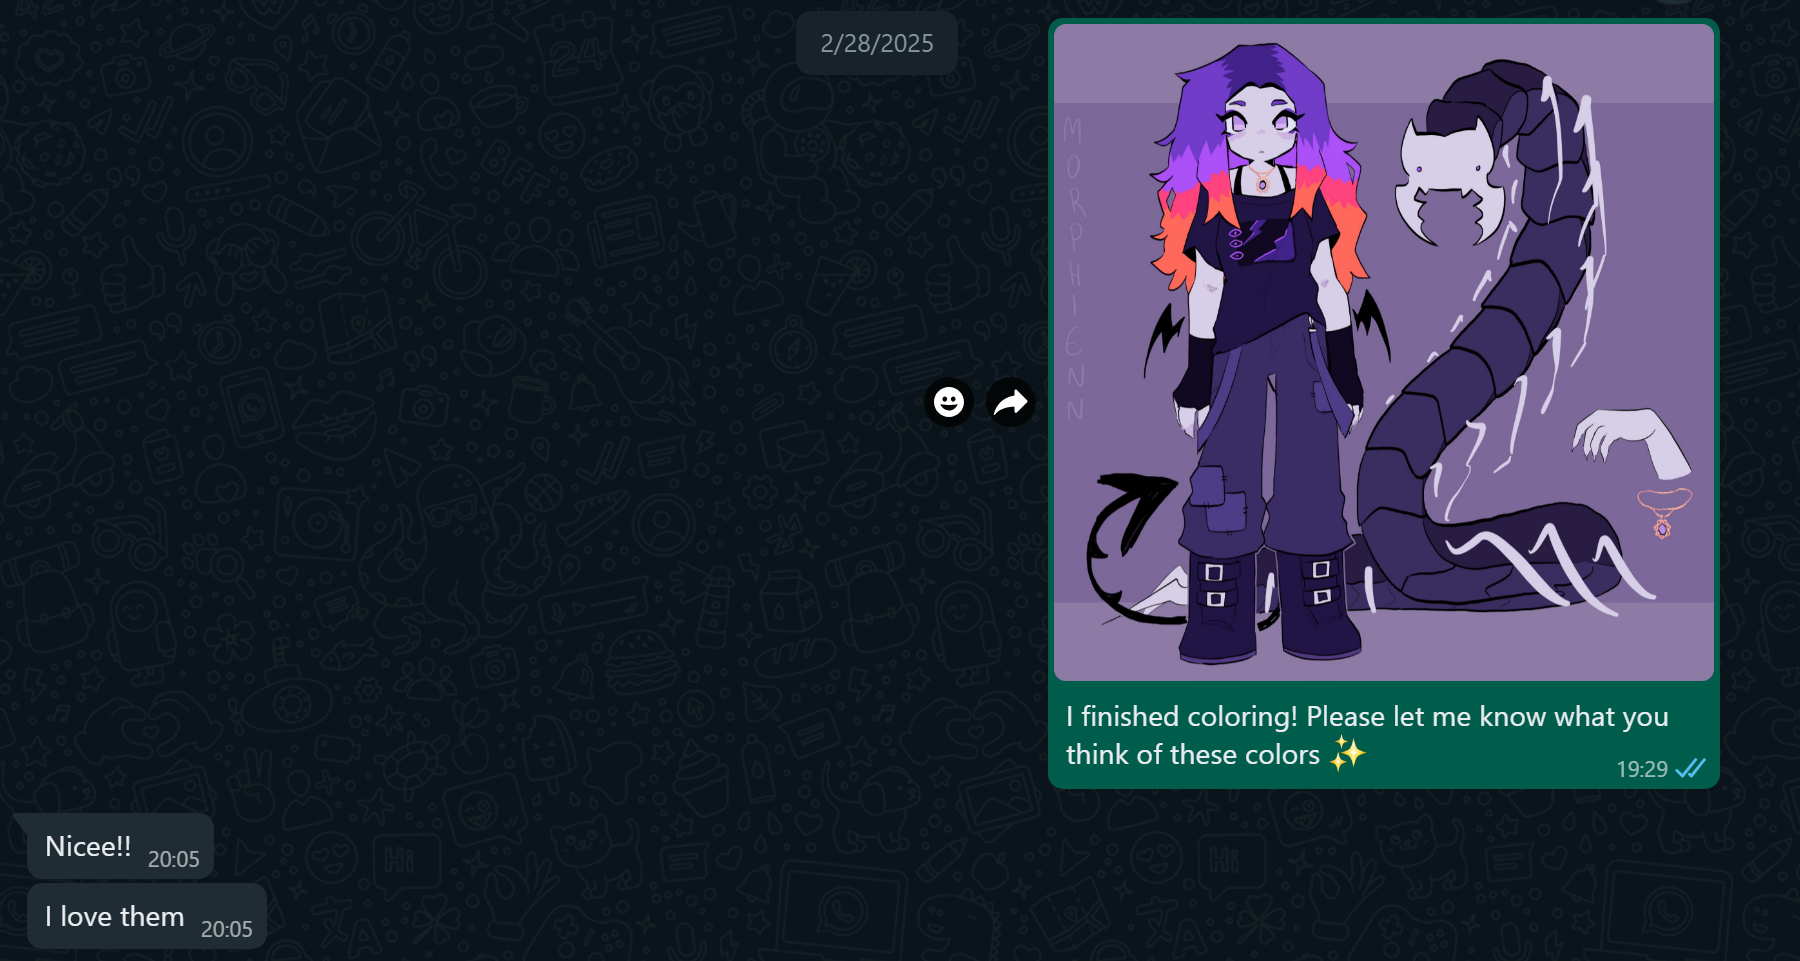 2/28/2025
MORPHIENN
I finished coloring! Please let me know what you
think of these colors ✨
19:29
Nicee!! 20:05
I love them 20:05